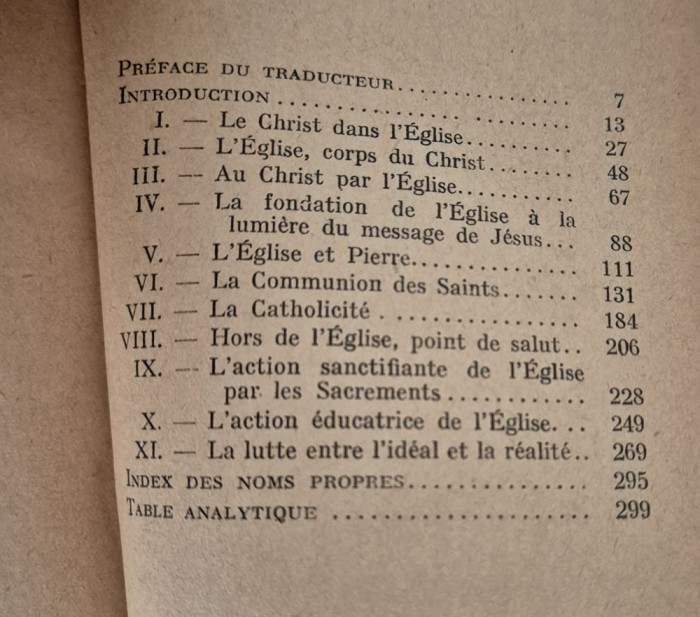 PRÉFACE DU TRADUCTEUR................ 7
INTRODUCTION ........................ 13
I. — Le Christ dans l'Église........... 27
II. — L'Église, corps du Christ......... 48
III. — Au Christ par l'Église........... 67
IV. — La fondation de l'Église à la
lumière du message de Jésus... 88
V. — L'Église et Pierre............... 111
VI. — La Communion des Saints....... 131
VII. — La Catholicité ................ 184
VIII. — Hors de l'Église, point de salut.. 206
IX. — L'action sanctifiante de l'Église
par les Sacrements ............ 228
X. — L'action éducatrice de l'Église... 249
XI. — La lutte entre l'idéal et la réalité.. 269
INDEX DES NOMS PROPRES................ 295
TABLE ANALYTIQUE ...................... 299